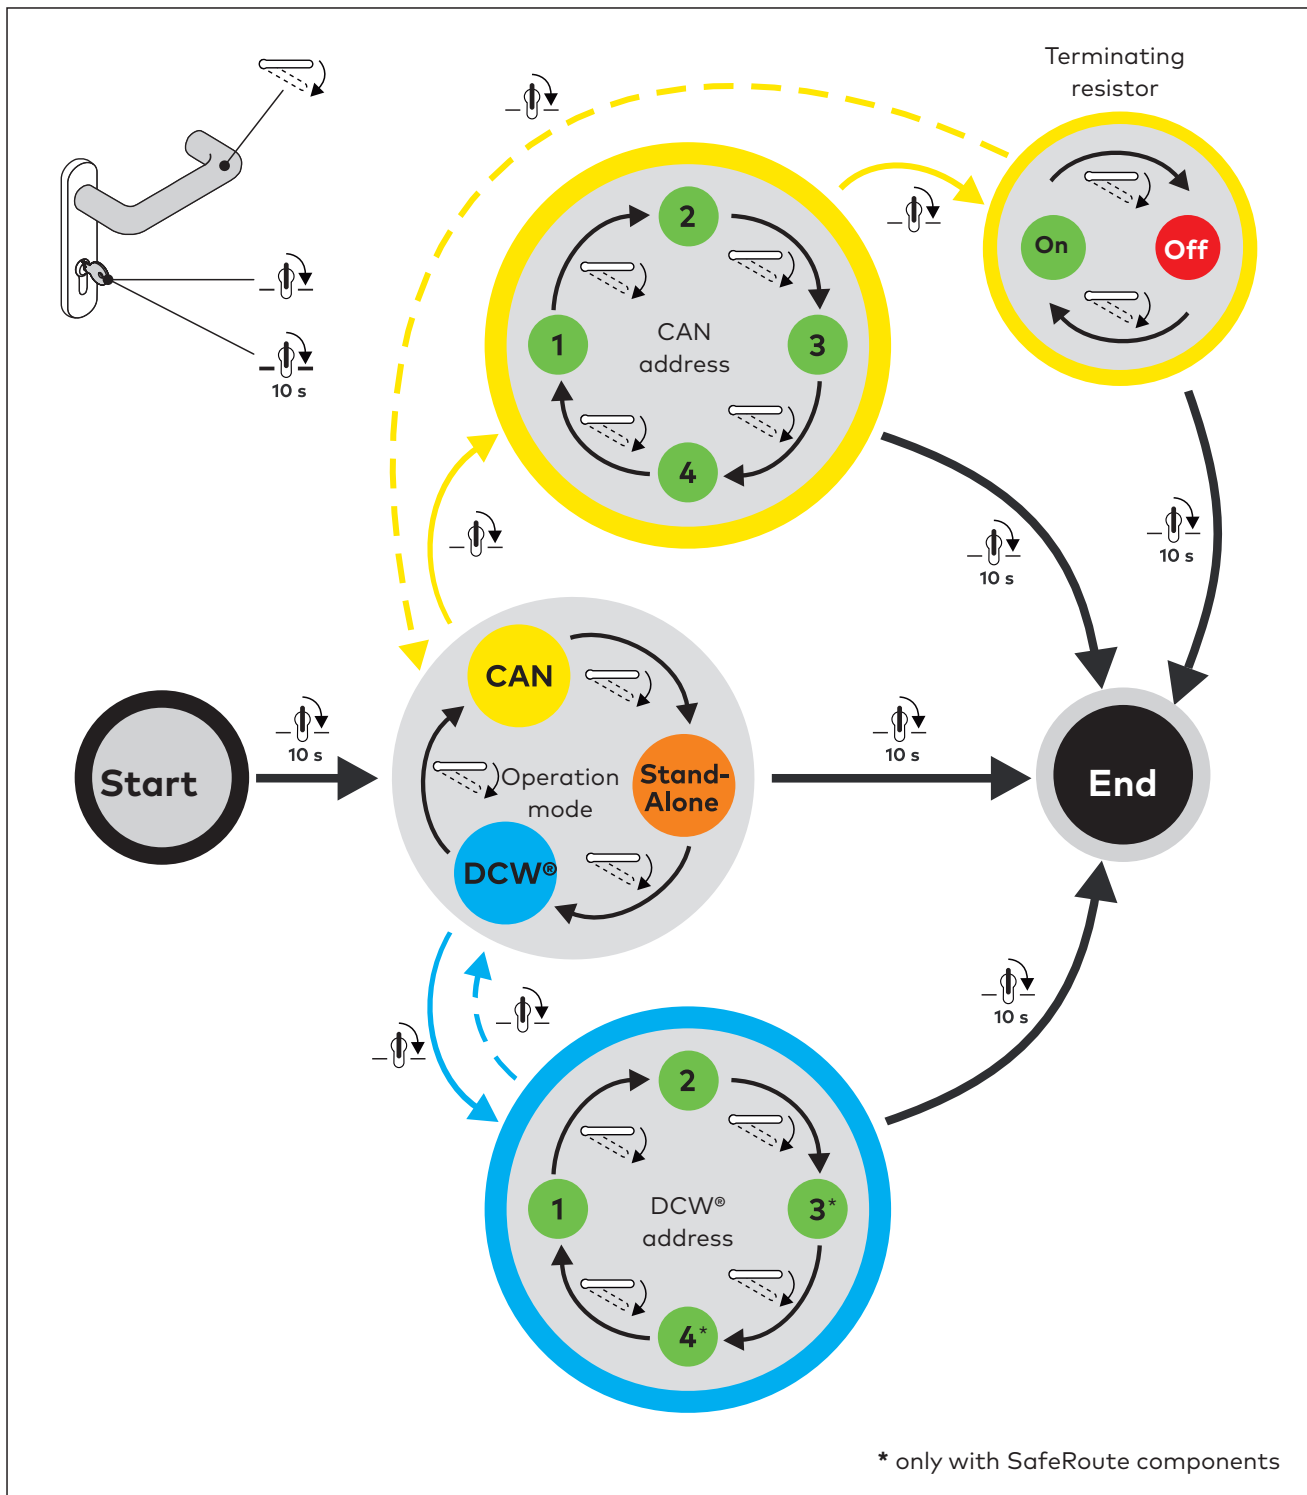 Terminating
resistor
On
Off
2
1
CAN
address
3
4
10 s
10 s
10 s
CAN
Start
10 s
Operation
mode
Stand-
Alone
DCW®
10 s
End
10 s
2
1
DCW®
address
3*
4*
* only with SafeRoute components